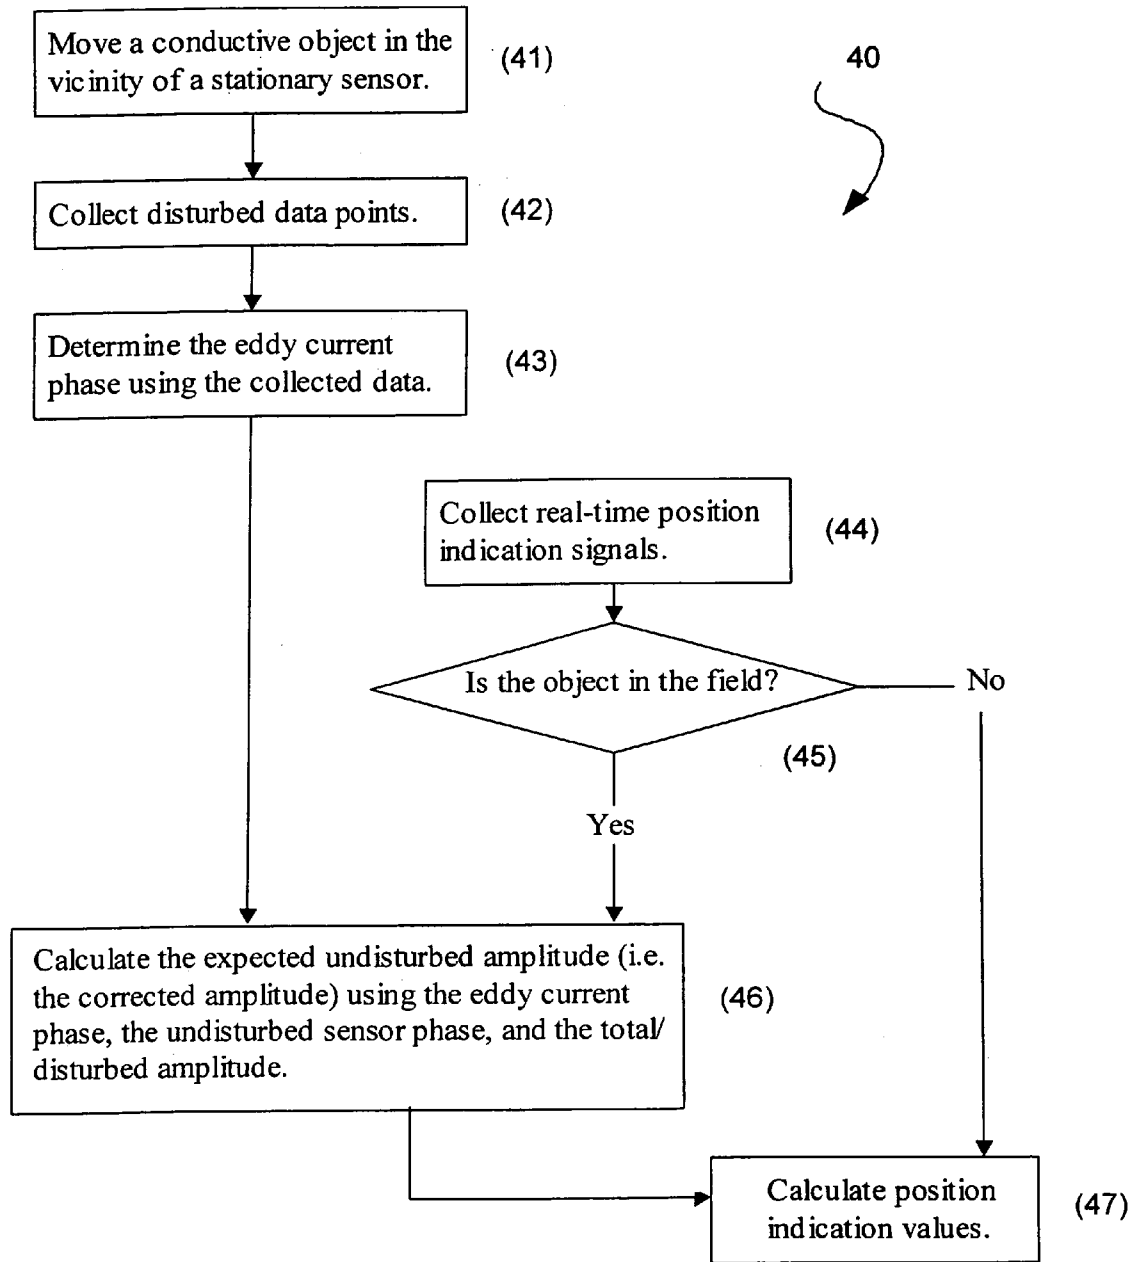 Move a conductive object in the
vicinity of a stationary sensor.
(41)
40
Collect disturbed data points.
(42)
Determine the eddy current
phase using the collected data.
(43)
Collect real-time position
indication signals.
(44)
Is the object in the field?
No
(45)
Yes
Calculate the expected undisturbed amplitude (i.e.
the corrected amplitude) using the eddy current
phase, the undisturbed sensor phase, and the total/
disturbed amplitude.
(46)
Calculate position
indication values.
(47)